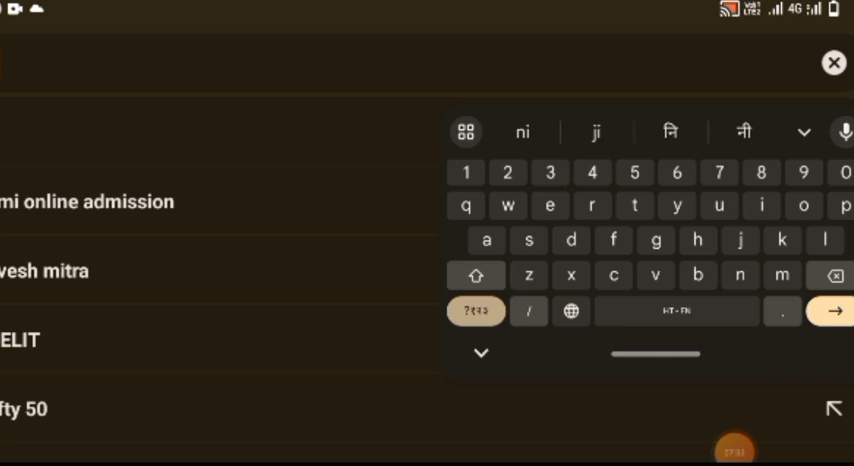 4G
ni ji नि नी
1 2 3 4 5 6 7 8 9 0
q w e r t y u i o p
mi online admission
a s d f g h j k l
z x c v b n m
vesh mitra
?१२३ / .
ELIT
fty 50